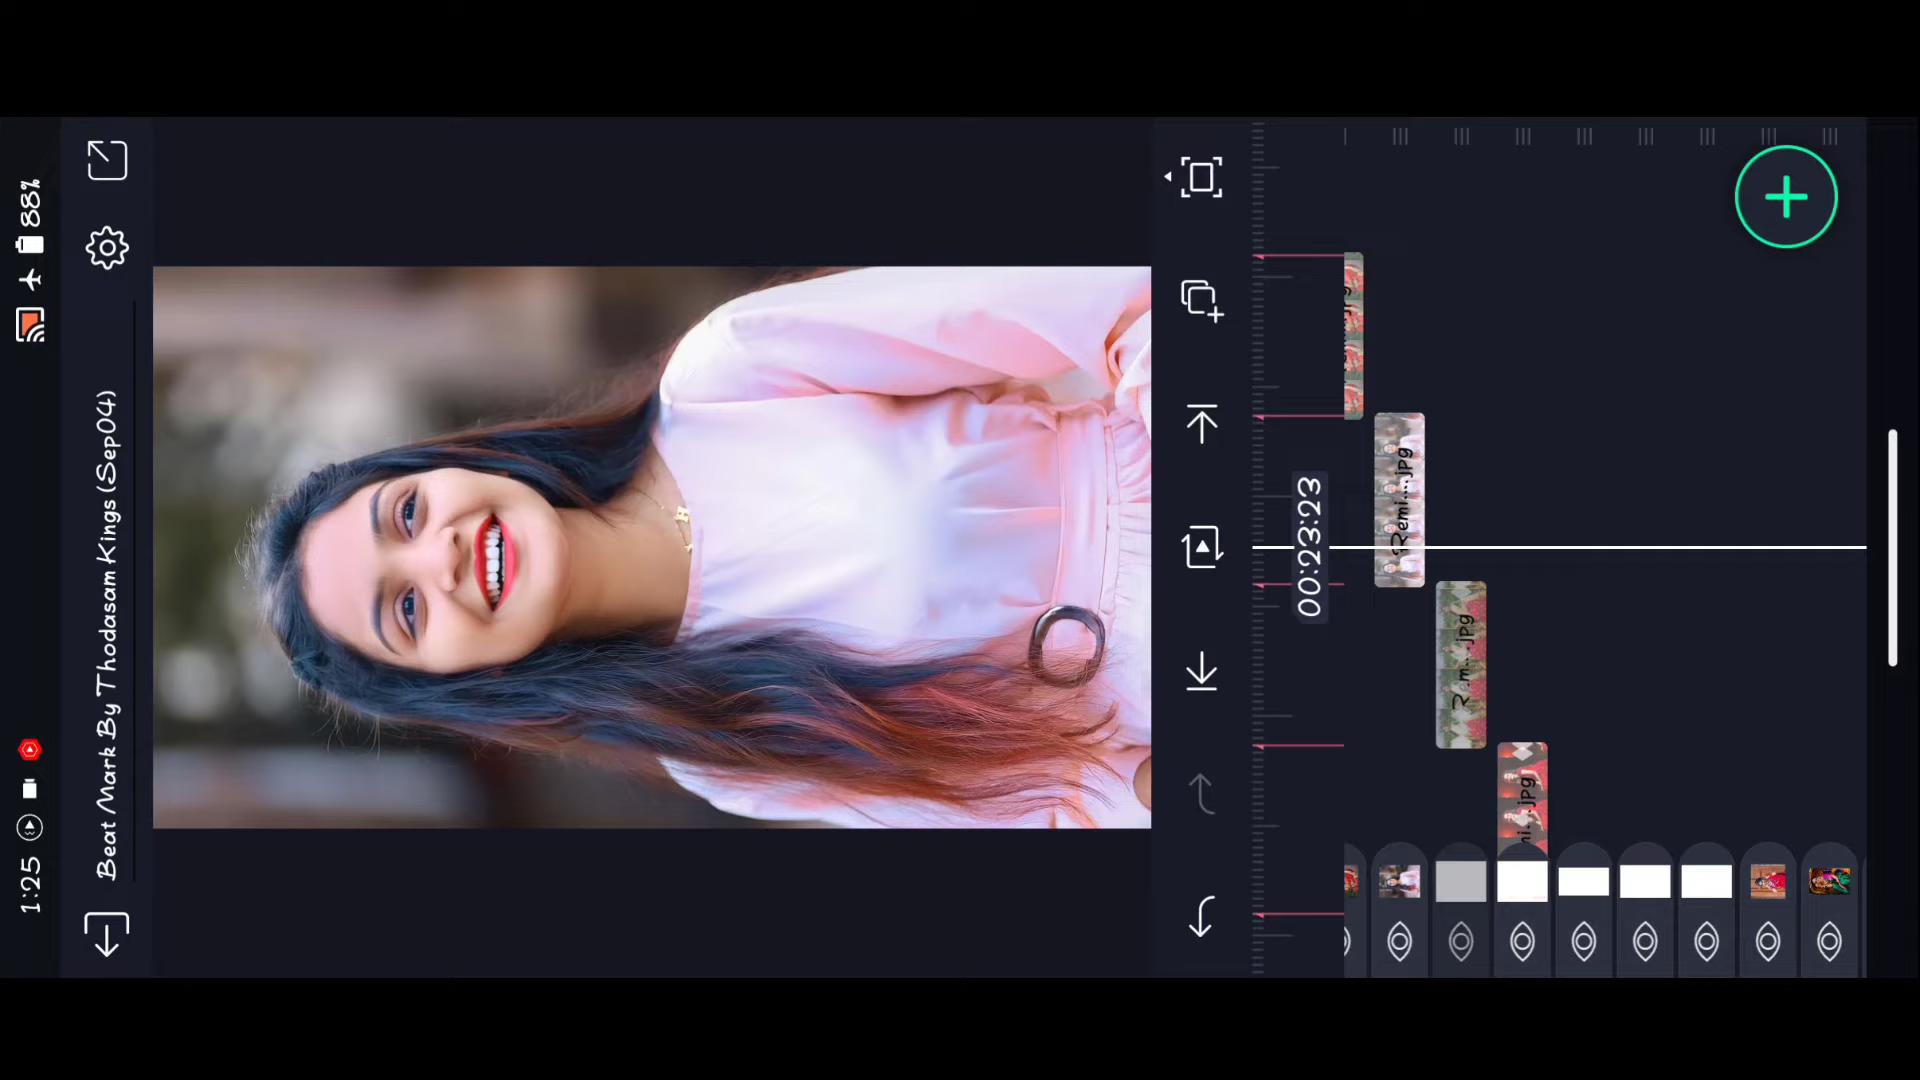 1:25
88%
Beat Mark By Thodasam Kings (Sep04)
00:23:23
Remi...jpg
.jpg